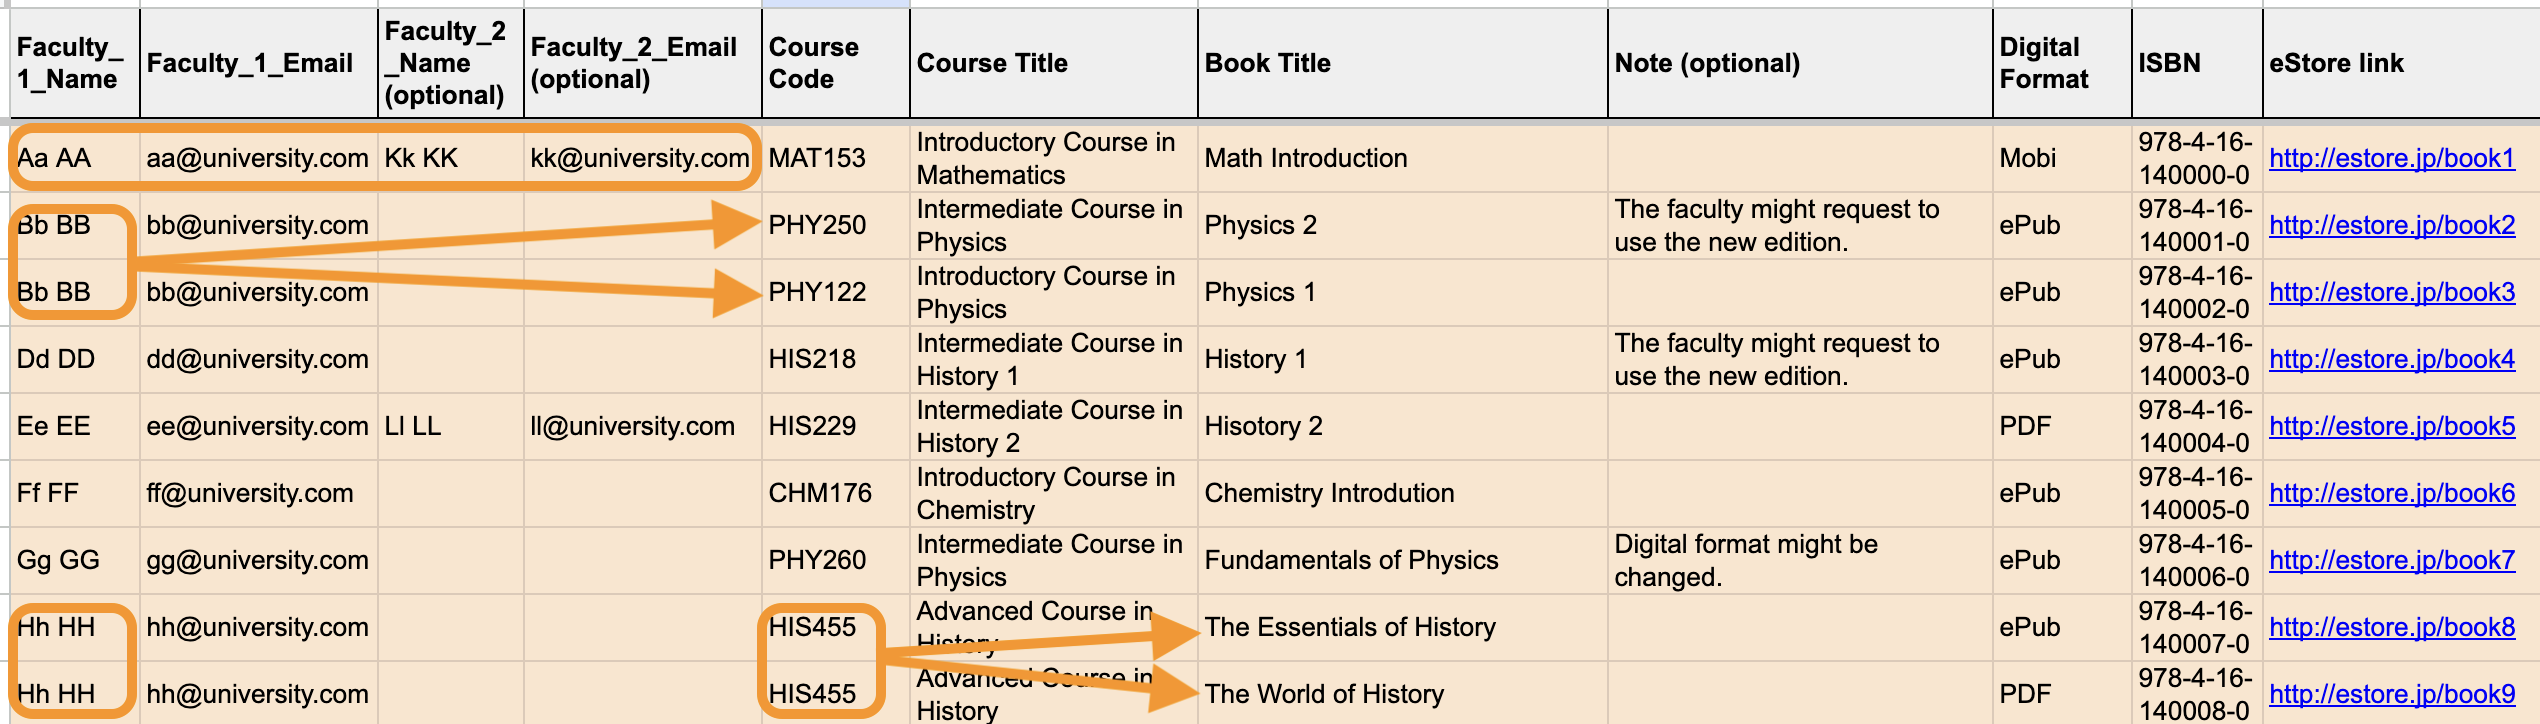 Faculty_1_Name Faculty_1_Email Faculty_2_Name (optional) Faculty_2_Email (optional) Course Code Course Title Book Title Note (optional) Digital Format ISBN eStore link
Aa AA aa@university.com Kk KK kk@university.com MAT153 Introductory Course in Mathematics Math Introduction Mobi 978-4-16-140000-0 http://estore.jp/book1
Bb BB bb@university.com PHY250 Intermediate Course in Physics Physics 2 The faculty might request to use the new edition. ePub 978-4-16-140001-0 http://estore.jp/book2
Bb BB bb@university.com PHY122 Introductory Course in Physics Physics 1 ePub 978-4-16-140002-0 http://estore.jp/book3
Dd DD dd@university.com HIS218 Intermediate Course in History 1 History 1 The faculty might request to use the new edition. ePub 978-4-16-140003-0 http://estore.jp/book4
Ee EE ee@university.com Ll LL ll@university.com HIS229 Intermediate Course in History 2 Hisotory 2 PDF 978-4-16-140004-0 http://estore.jp/book5
Ff FF ff@university.com CHM176 Introductory Course in Chemistry Chemistry Introdution ePub 978-4-16-140005-0 http://estore.jp/book6
Gg GG gg@university.com PHY260 Intermediate Course in Physics Fundamentals of Physics Digital format might be changed. ePub 978-4-16-140006-0 http://estore.jp/book7
Hh HH hh@university.com HIS455 Advanced Course in History The Essentials of History ePub 978-4-16-140007-0 http://estore.jp/book8
Hh HH hh@university.com HIS455 Advanced Course in History The World of History PDF 978-4-16-140008-0 http://estore.jp/book9